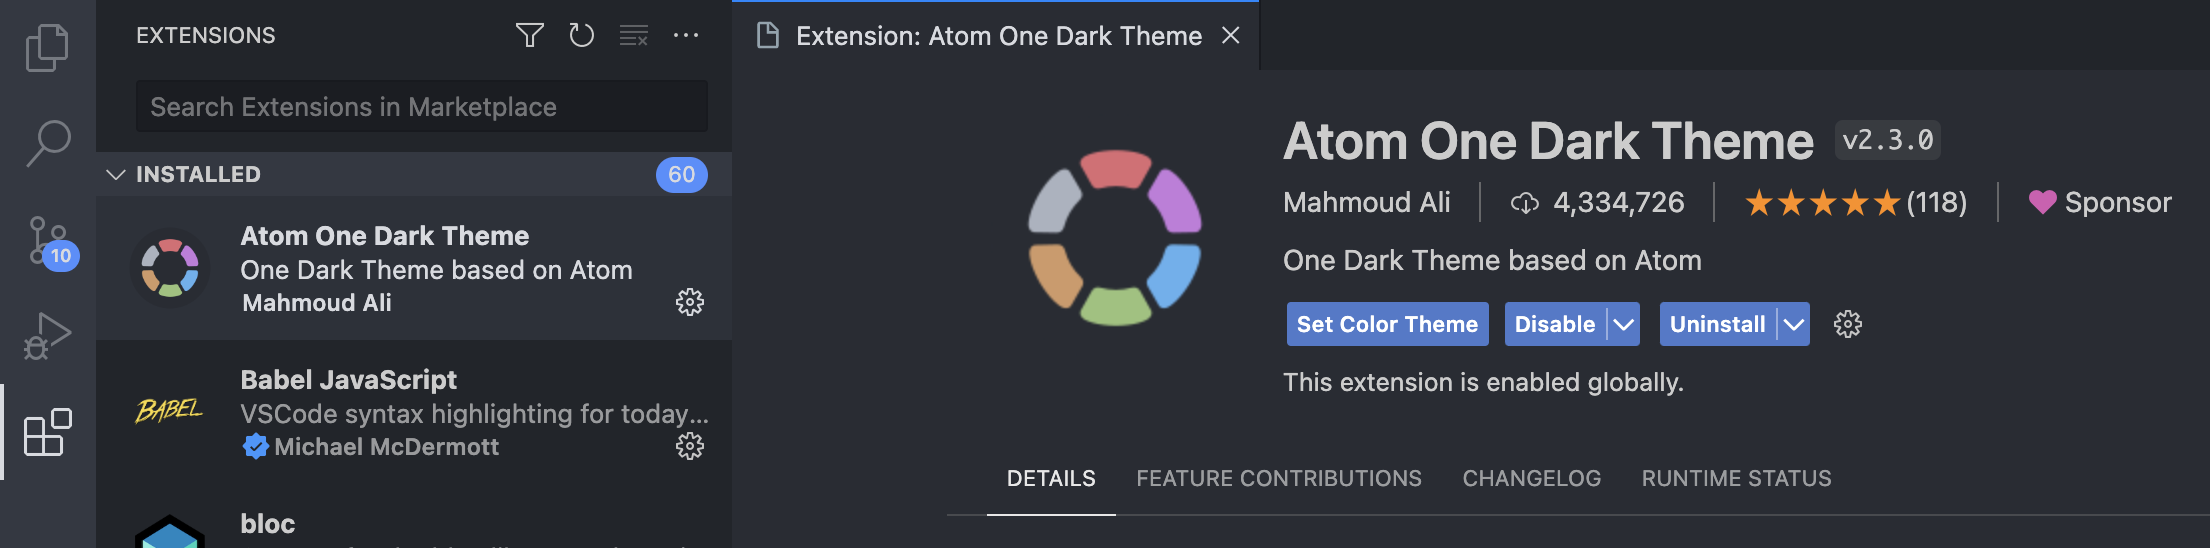 EXTENSIONS
Search Extensions in Marketplace
INSTALLED 60
10
Atom One Dark Theme
One Dark Theme based on Atom
Mahmoud Ali
BABEL
Babel JavaScript
VSCode syntax highlighting for today...
Michael McDermott
bloc
Extension: Atom One Dark Theme
Atom One Dark Theme v2.3.0
Mahmoud Ali 4,334,726 (118) Sponsor
One Dark Theme based on Atom
Set Color Theme Disable Uninstall
This extension is enabled globally.
DETAILS FEATURE CONTRIBUTIONS CHANGELOG RUNTIME STATUS